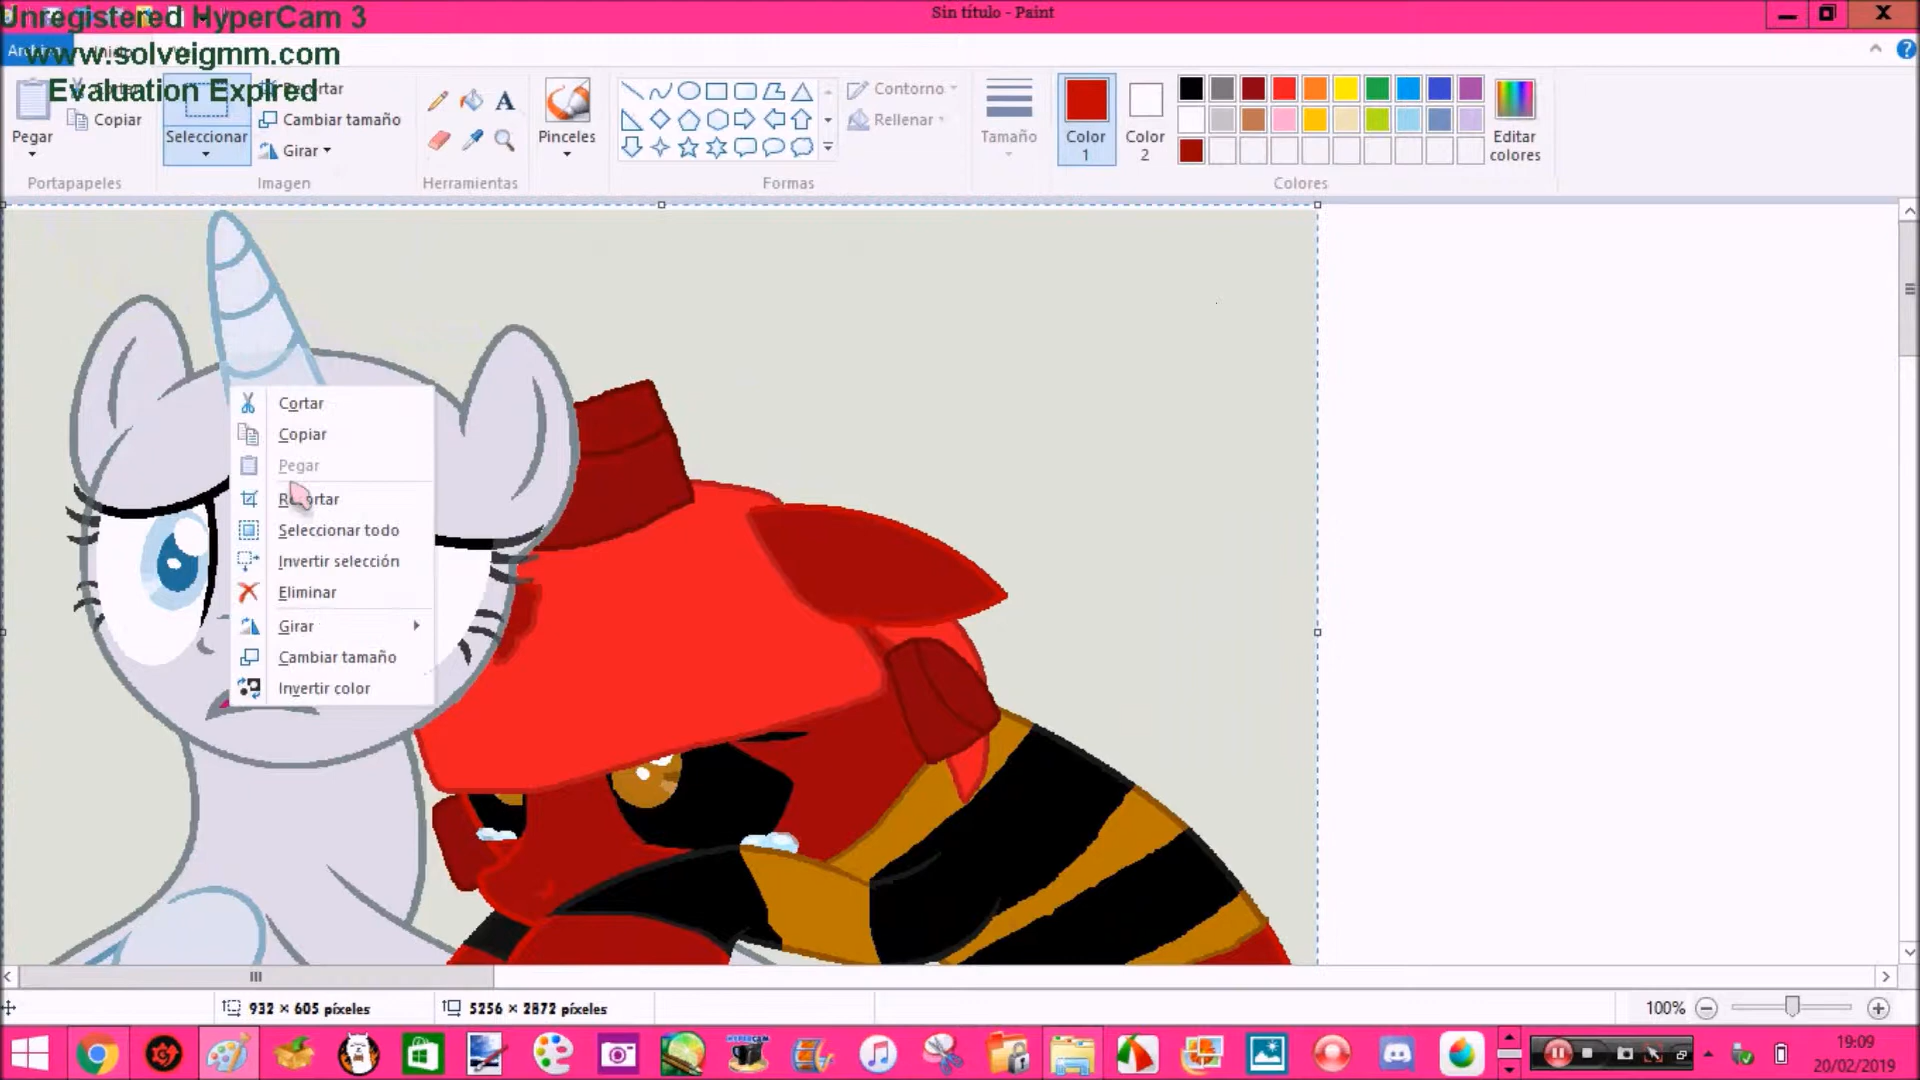 Unregistered HyperCam 3
Sin título - Paint
www.solveigmm.com
Evaluation Expired
Pegar
Copiar
Seleccionar
Cambiar tamaño
Girar
Pinceles
Contorno
Rellenar
Tamaño
Color 1
Color 2
Editar colores
Portapapeles
Imagen
Herramientas
Formas
Colores
Cortar
Copiar
Pegar
Recortar
Seleccionar todo
Invertir selección
Eliminar
Girar
Cambiar tamaño
Invertir color
932 × 605 píxeles
5256 × 2872 píxeles
100%
19:09
20/02/2019